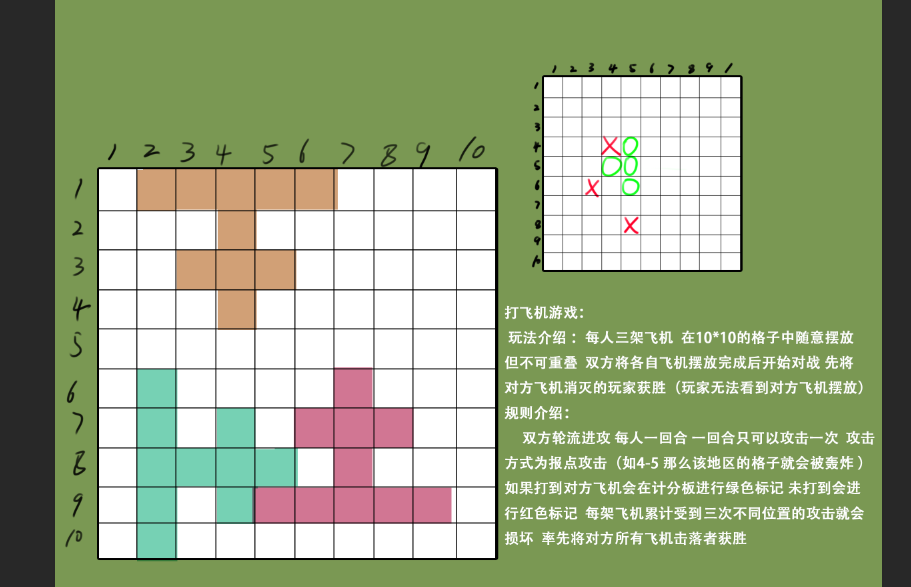 1 2 3 4 5 6 7 8 9 1
1
2
3
4
5
6
7
8
9
10
1 2 3 4 5 6 7 8 9 10
1
2
3
4
5
6
7
8
9
10
打飞机游戏：
玩法介绍 ：每人三架飞机 在10*10的格子中随意摆放
但不可重叠 双方将各自飞机摆放完成后开始对战 先将
对方飞机消灭的玩家获胜（玩家无法看到对方飞机摆放）
规则介绍：
双方轮流进攻 每人一回合 一回合只可以攻击一次 攻击
方式为报点攻击（如4-5 那么该地区的格子就会被轰炸 ）
如果打到对方飞机会在计分板进行绿色标记 未打到会进
行红色标记 每架飞机累计受到三次不同位置的攻击就会
损坏 率先将对方所有飞机击落者获胜